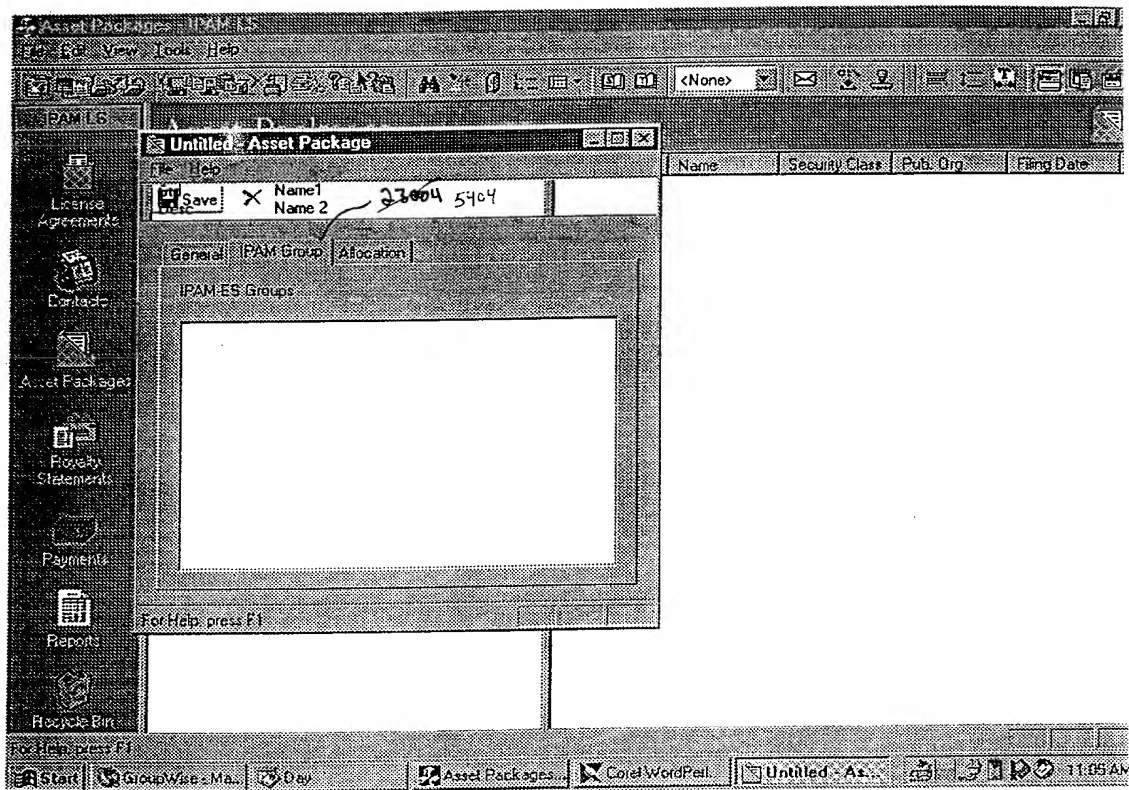 Asset Packages - IPAM-LS
File Edit View Tools Help
<None>
IPAM-LS
Name Security Class Pub. Org Filing Date
Untitled - Asset Package
File Help
Save Name1
Desc Name 2
23004 5404
General IPAM Group Allocation
IPAM-ES Groups
License
Agreements
Contacts
Asset Packages
Royalty
Statements
Payments
Reports
Recycle Bin
For Help, press F1
For Help, press F1
Start GroupWise - Ma... Day Asset Packages... Corel WordPerf... Untitled - As... 11:05 AM